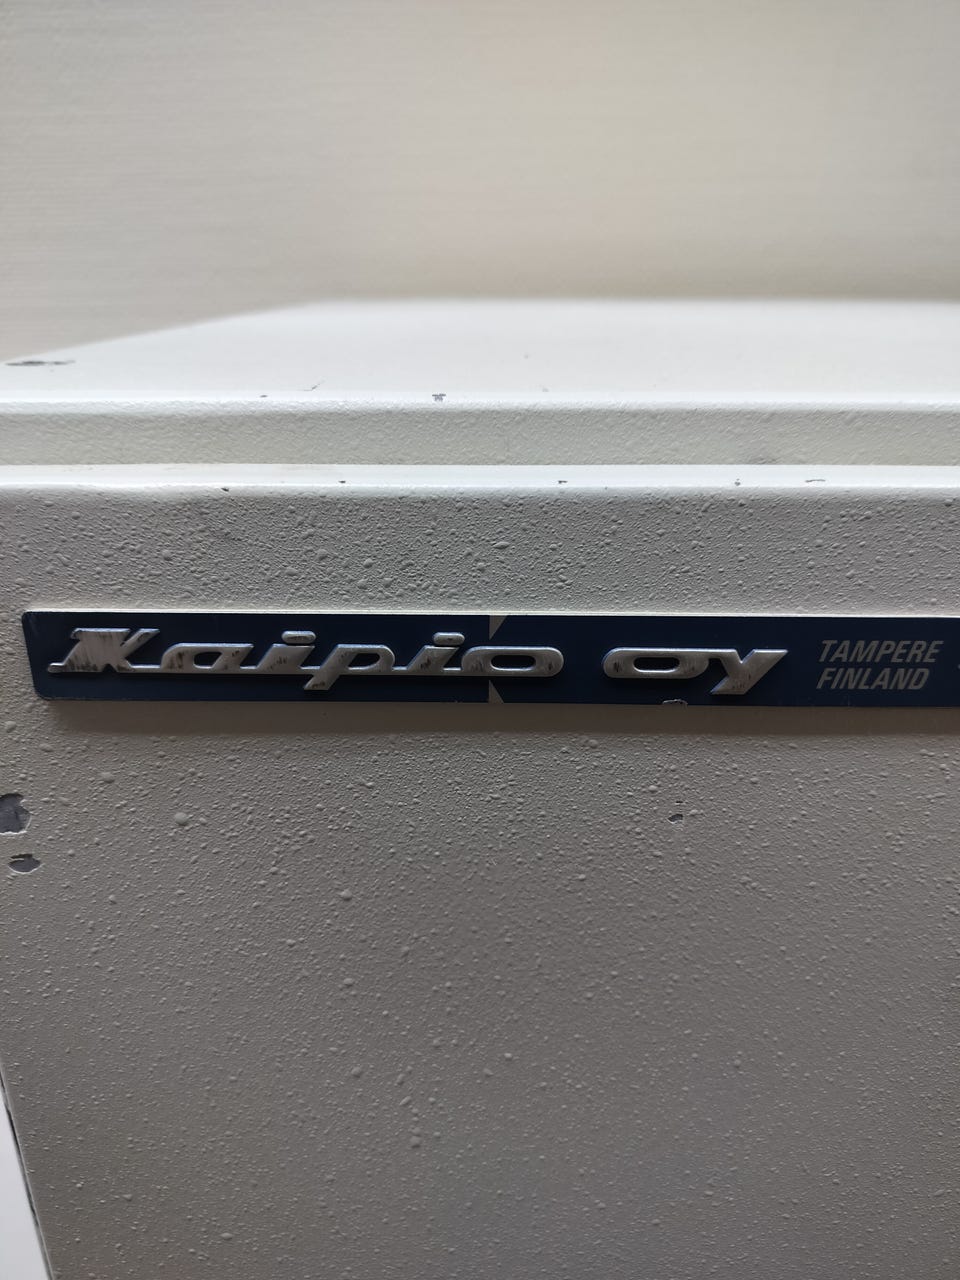 Kaipio oy
TAMPERE
FINLAND